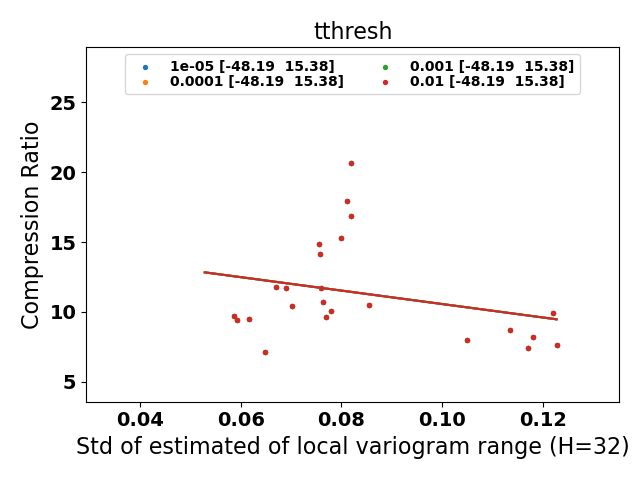 tthresh
1e-05 [-48.19  15.38]
0.0001 [-48.19  15.38]
0.001 [-48.19  15.38]
0.01 [-48.19  15.38]
Compression Ratio
25
20
15
10
5
0.04 0.06 0.08 0.10 0.12
Std of estimated of local variogram range (H=32)